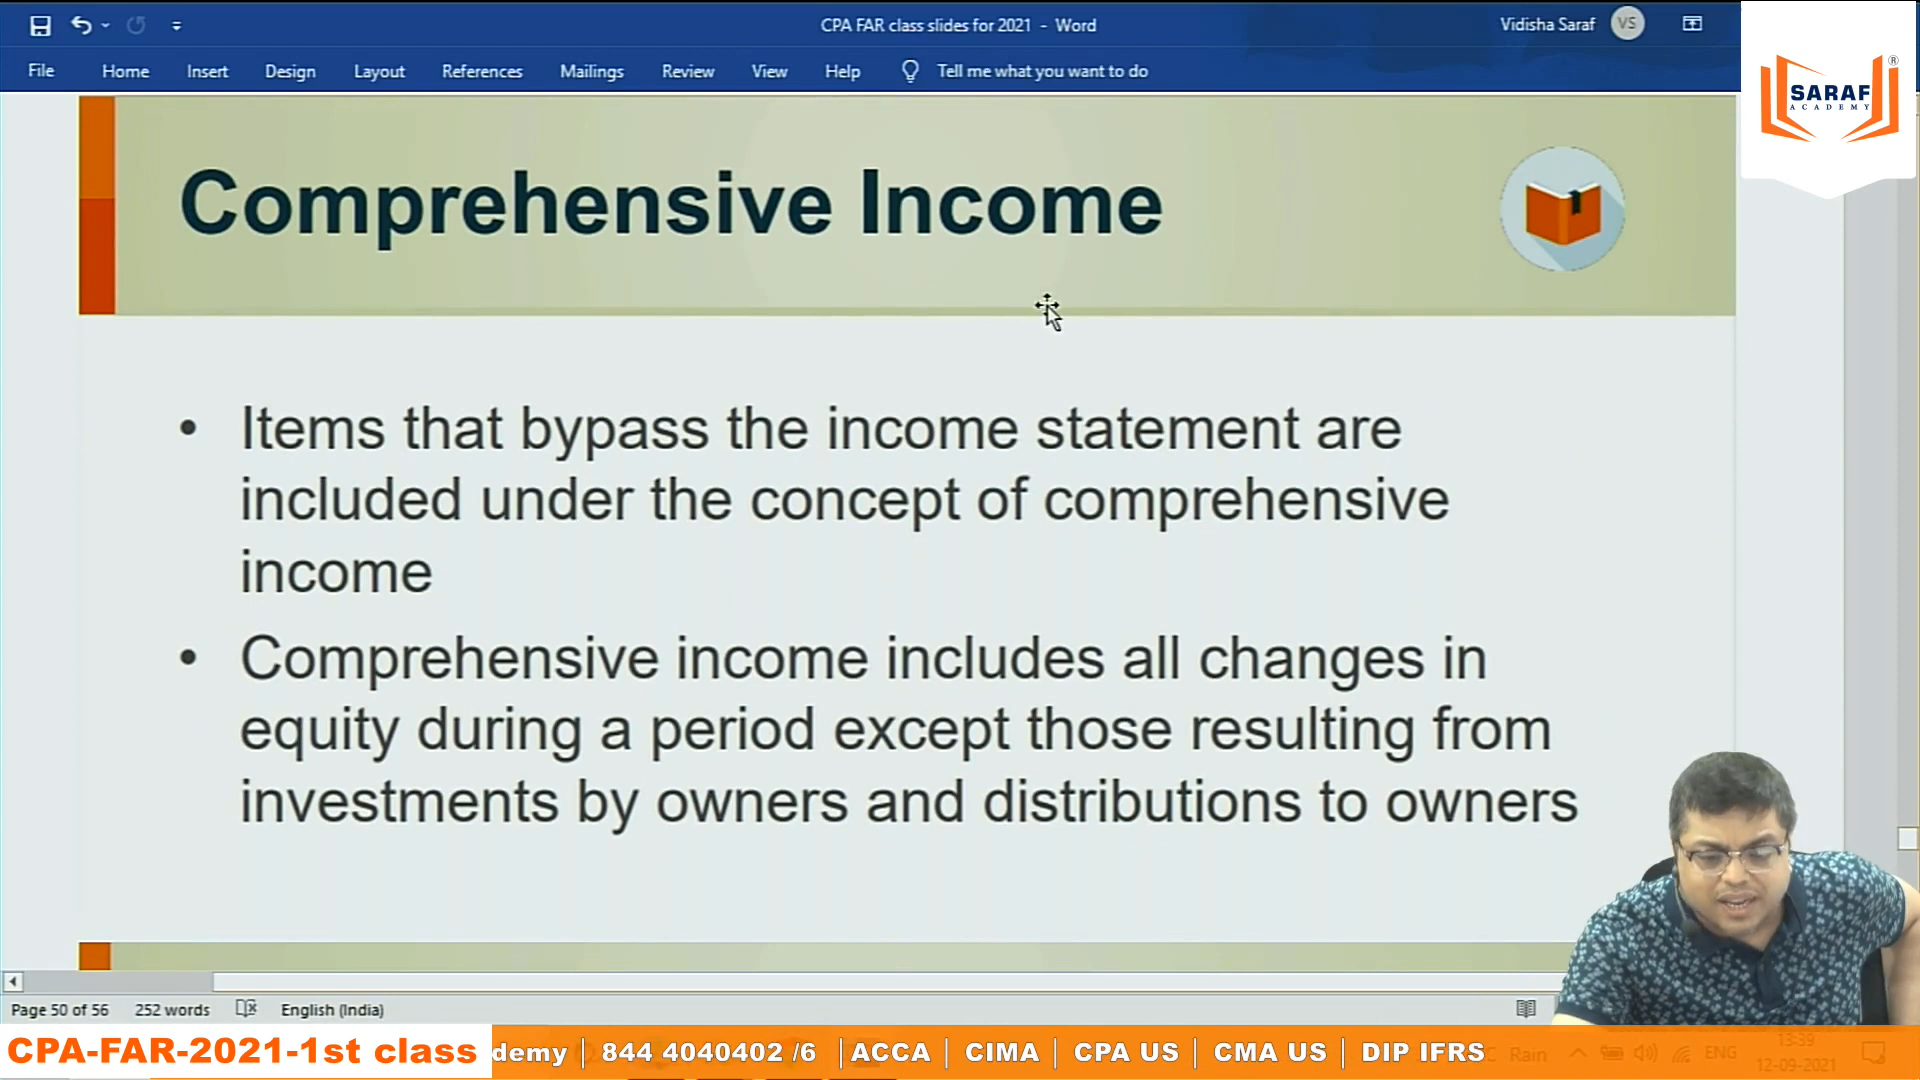 CPA FAR class slides for 2021 - Word
Vidisha Saraf VS
File Home Insert Design Layout References Mailings Review View Help Tell me what you want to do
SARAF ®
ACADEMY
Comprehensive Income
• Items that bypass the income statement are
included under the concept of comprehensive
income
• Comprehensive income includes all changes in
equity during a period except those resulting from
investments by owners and distributions to owners
Page 50 of 56 252 words English (India)
CPA-FAR-2021-1st class demy | 844 4040402 /6 |ACCA | CIMA | CPA US | CMA US | DIP IFRS
C Rain ENG
13:39
12-09-2021